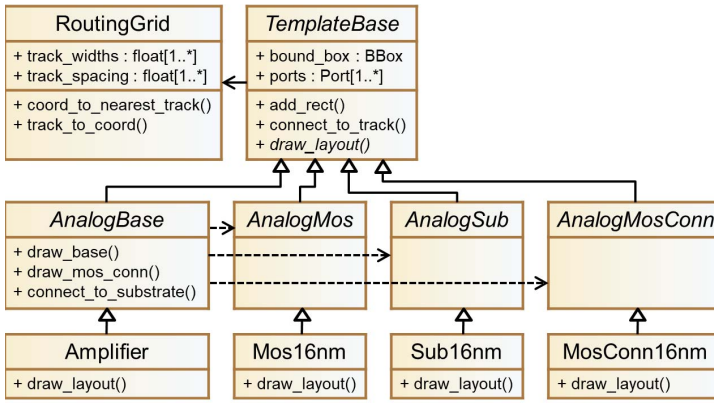 RoutingGrid
+ track_widths : float[1..*]
+ track_spacing : float[1..*]
+ coord_to_nearest_track()
+ track_to_coord()
TemplateBase
+ bound_box : BBox
+ ports : Port[1..*]
+ add_rect()
+ connect_to_track()
+ draw_layout()
AnalogBase
+ draw_base()
+ draw_mos_conn()
+ connect_to_substrate()
AnalogMos
AnalogSub
AnalogMosConn
Amplifier
+ draw_layout()
Mos16nm
+ draw_layout()
Sub16nm
+ draw_layout()
MosConn16nm
+ draw_layout()